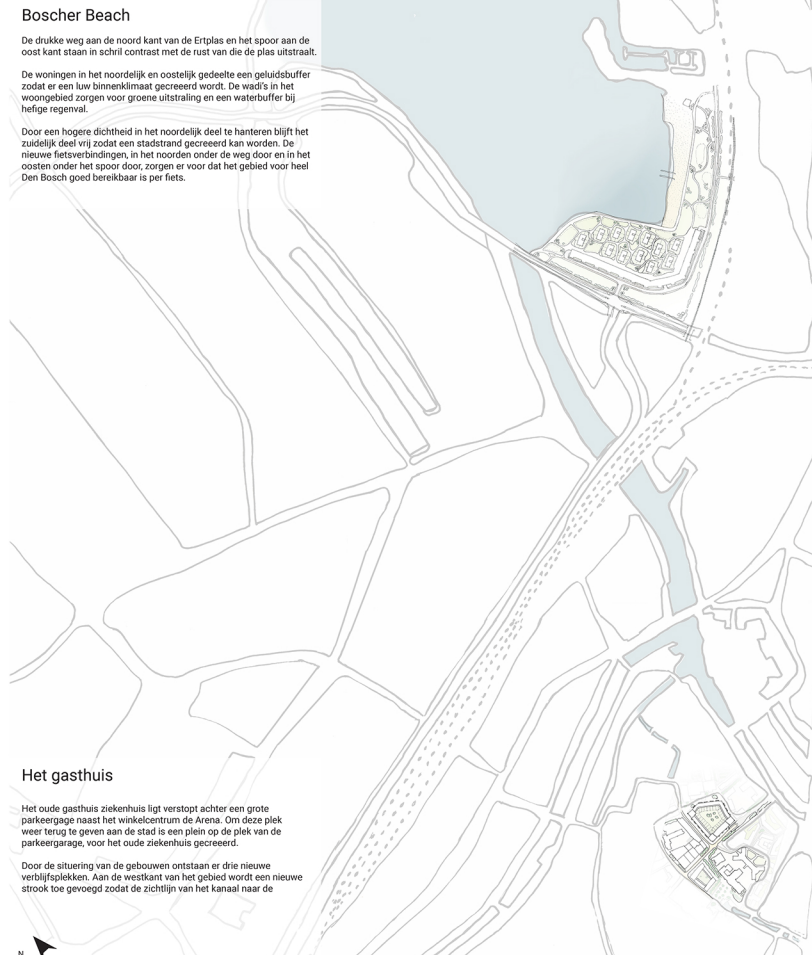 Boscher Beach
De drukke weg aan de noord kant van de Ertplas en het spoor aan de
oost kant staan in schril contrast met de rust van die de plas uitstraalt.
De woningen in het noordelijk en oostelijk gedeelte een geluidsbuffer
zodat er een luw binnenklimaat gecreeerd wordt. De wadi's in het
woongebied zorgen voor groene uitstraling en een waterbuffer bij
hefige regenval.
Door een hogere dichtheid in het noordelijk deel te hanteren blijft het
zuidelijk deel vrij zodat een stadstrand gecreeerd kan worden. De
nieuwe fietsverbindingen, in het noorden onder de weg door en in het
oosten onder het spoor door, zorgen er voor dat het gebied voor heel
Den Bosch goed bereikbaar is per fiets.
Het gasthuis
Het oude gasthuis ziekenhuis ligt verstopt achter een grote
parkeergage naast het winkelcentrum de Arena. Om deze plek
weer terug te geven aan de stad is een plein op de plek van de
parkeergarage, voor het oude ziekenhuis gecreeerd.
Door de situering van de gebouwen ontstaan er drie nieuwe
verblijfsplekken. Aan de westkant van het gebied wordt een nieuwe
strook toe gevoegd zodat de zichtlijn van het kanaal naar de
N